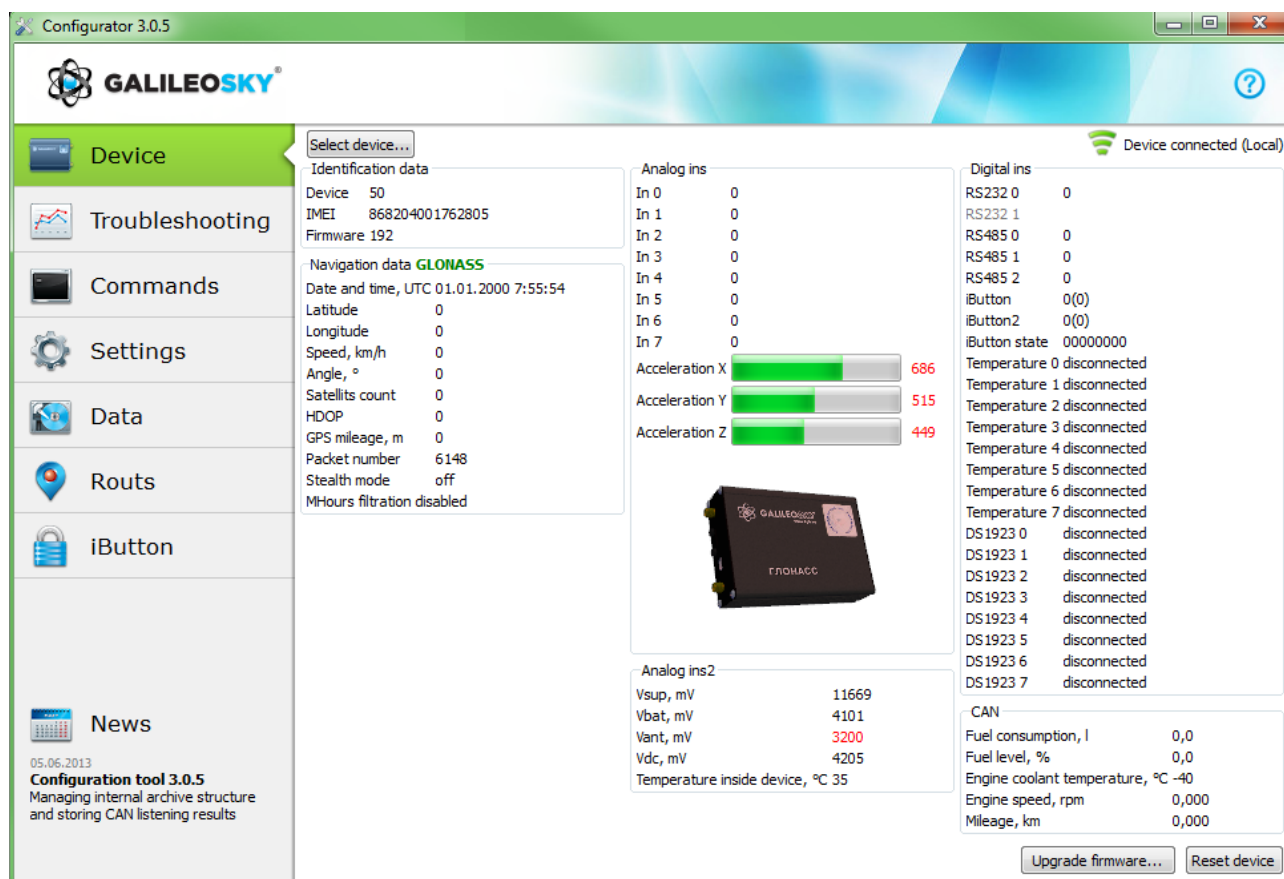 Configurator 3.0.5
GALILEOSKY®
Device
Troubleshooting
Commands
Settings
Data
Routs
iButton
News
05.06.2013
Configuration tool 3.0.5
Managing internal archive structure
and storing CAN listening results
Select device...
Device connected (Local)
Identification data
Device 50
IMEI 868204001762805
Firmware 192
Navigation data GLONASS
Date and time, UTC 01.01.2000 7:55:54
Latitude 0
Longitude 0
Speed, km/h 0
Angle, ° 0
Satellits count 0
HDOP 0
GPS mileage, m 0
Packet number 6148
Stealth mode off
MHours filtration disabled
Analog ins
In 0 0
In 1 0
In 2 0
In 3 0
In 4 0
In 5 0
In 6 0
In 7 0
Acceleration X 686
Acceleration Y 515
Acceleration Z 449
GALILEOSKY
ГЛОНАСС
Analog ins2
Vsup, mV 11669
Vbat, mV 4101
Vant, mV 3200
Vdc, mV 4205
Temperature inside device, °C 35
Digital ins
RS232 0 0
RS232 1
RS485 0 0
RS485 1 0
RS485 2 0
iButton 0(0)
iButton2 0(0)
iButton state 00000000
Temperature 0 disconnected
Temperature 1 disconnected
Temperature 2 disconnected
Temperature 3 disconnected
Temperature 4 disconnected
Temperature 5 disconnected
Temperature 6 disconnected
Temperature 7 disconnected
DS1923 0 disconnected
DS1923 1 disconnected
DS1923 2 disconnected
DS1923 3 disconnected
DS1923 4 disconnected
DS1923 5 disconnected
DS1923 6 disconnected
DS1923 7 disconnected
CAN
Fuel consumption, l 0,0
Fuel level, % 0,0
Engine coolant temperature, °C -40
Engine speed, rpm 0,000
Mileage, km 0,000
Upgrade firmware...
Reset device